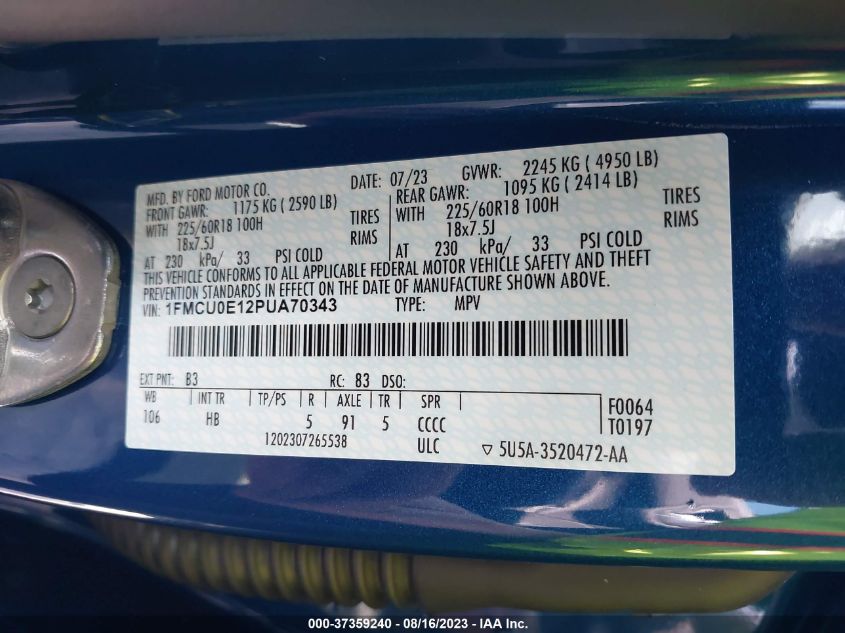 MFD. BY FORD MOTOR CO. DATE: 07/23 GVWR: 2245 KG ( 4950 LB)
FRONT GAWR: 1175 KG ( 2590 LB) REAR GAWR: 1095 KG ( 2414 LB)
WITH 225/60R18 100H TIRES WITH 225/60R18 100H TIRES
18x7.5J RIMS 18x7.5J RIMS
AT 230 kPa/ 33 PSI COLD AT 230 kPa/ 33 PSI COLD
THIS VEHICLE CONFORMS TO ALL APPLICABLE FEDERAL MOTOR VEHICLE SAFETY AND THEFT
PREVENTION STANDARDS IN EFFECT ON THE DATE OF MANUFACTURE SHOWN ABOVE.
VIN: 1FMCU0E12PUA70343 TYPE: MPV
EXT PNT: B3 RC: 83 DSO:
WB INT TR TP/PS R AXLE TR SPR F0064
106 HB 5 91 5 CCCC T0197
1202307265538 ULC ▽ 5U5A-3520472-AA
000-37359240 - 08/16/2023 - IAA Inc.